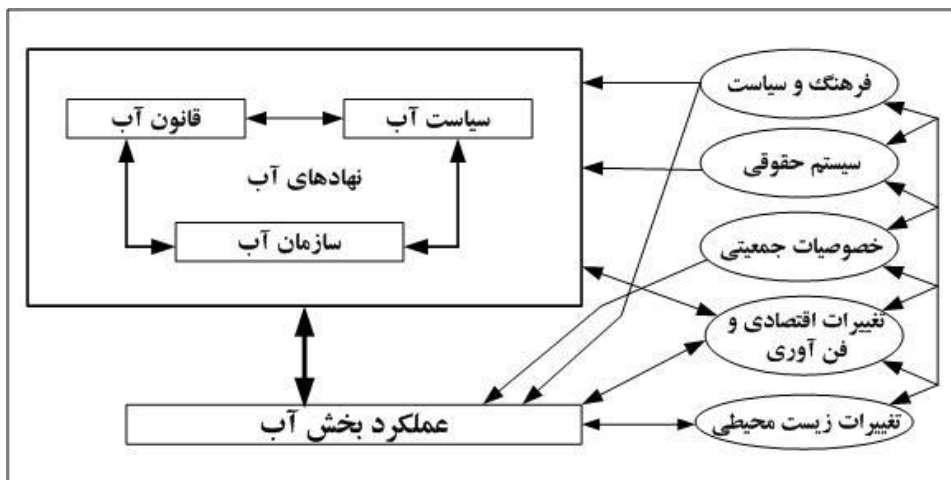 فرهنگ و سیاست
سیاست آب
قانون آب
سیستم حقوقی
نهادهای آب
سازمان آب
خصوصیات جمعیتی
تغییرات اقتصادی و
فن آوری
عملکرد بخش آب
تغییرات زیست محیطی